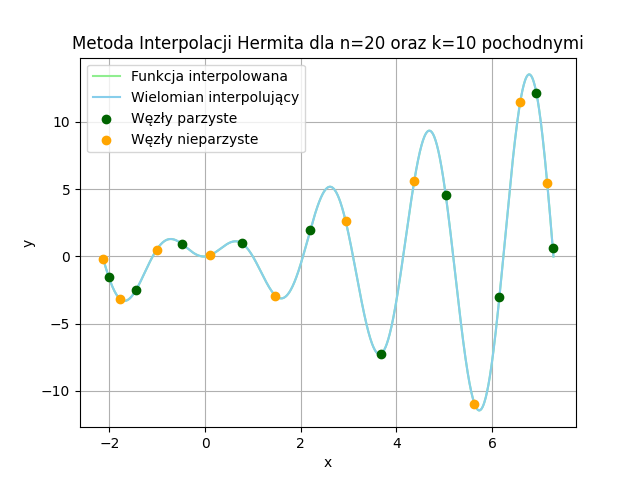 Metoda Interpolacji Hermita dla n=20 oraz k=10 pochodnymi
Funkcja interpolowana
Wielomian interpolujący
Węzły parzyste
Węzły nieparzyste
10
5
0
−5
−10
y
−2
0
2
4
6
x